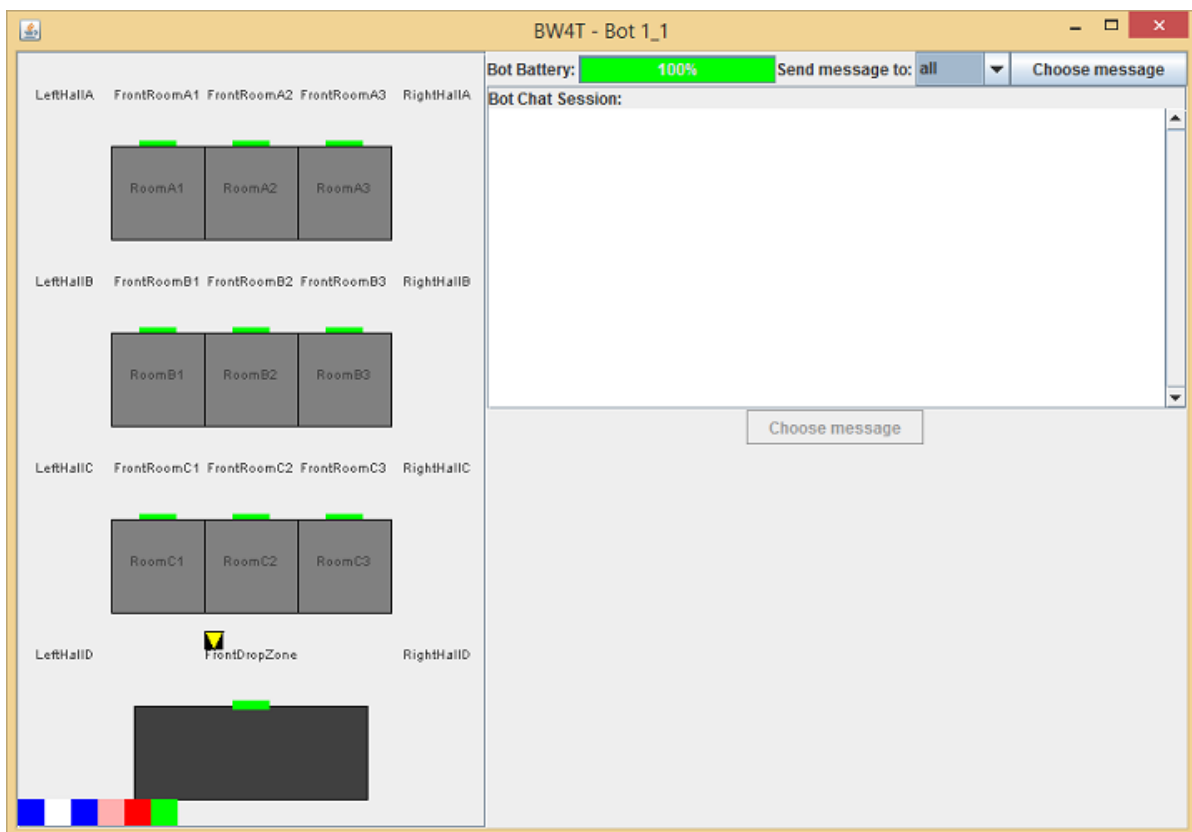 BW4T - Bot 1_1
Bot Battery: 100% Send message to: all Choose message
Bot Chat Session:
LeftHallA FrontRoomA1 FrontRoomA2 FrontRoomA3 RightHallA
RoomA1 RoomA2 RoomA3
LeftHallB FrontRoomB1 FrontRoomB2 FrontRoomB3 RightHallB
RoomB1 RoomB2 RoomB3
Choose message
LeftHallC FrontRoomC1 FrontRoomC2 FrontRoomC3 RightHallC
RoomC1 RoomC2 RoomC3
LeftHallD FrontDropZone RightHallD